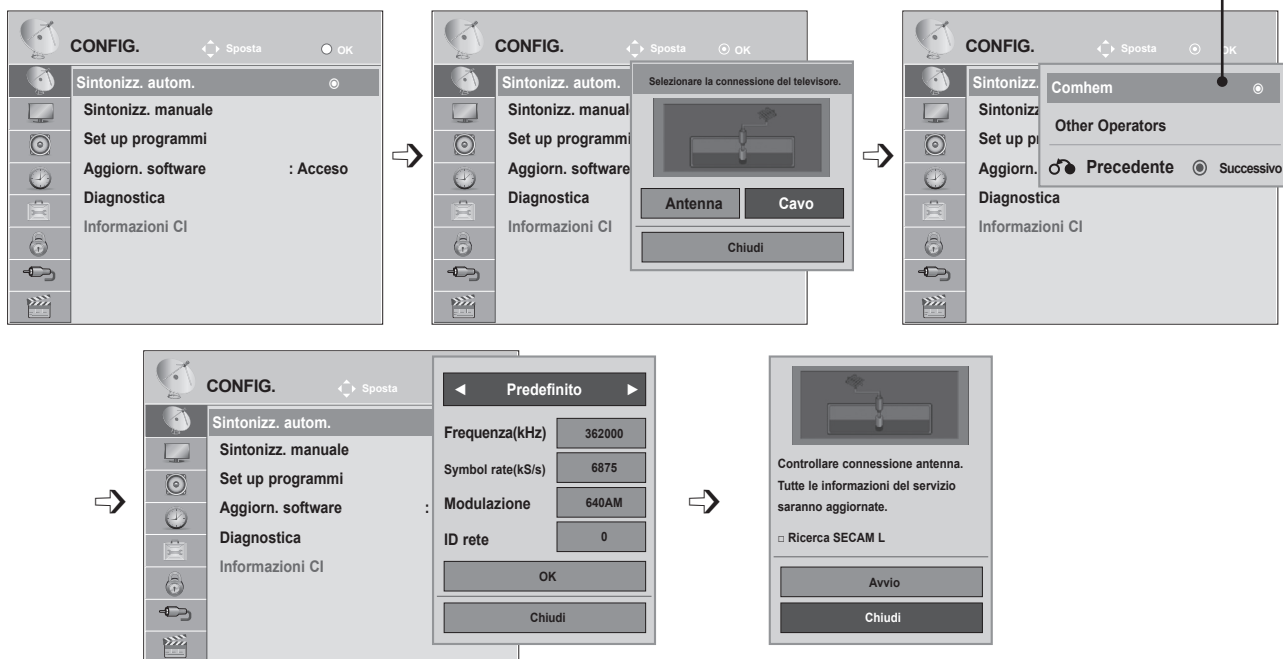 CONFIG. Sposta OK
Sintonizz. autom.
Sintonizz. manuale
Set up programmi
Aggiorn. software : Acceso
Diagnostica
Informazioni CI
CONFIG. Sposta OK
Sintonizz. autom.
Sintonizz. manual
Set up programmi
Aggiorn. software
Diagnostica
Informazioni CI
Selezionare la connessione del televisore.
Antenna Cavo
Chiudi
CONFIG. Sposta OK
Sintonizz.
Sintoniz
Set up p
Aggiorn.
Diagnostica
Informazioni CI
Comhem
Other Operators
Precedente Successivo
CONFIG. Sposta
Sintonizz. autom.
Sintonizz. manuale
Set up programmi
Aggiorn. software :
Diagnostica
Informazioni CI
◄ Predefinito ►
Frequenza(kHz) 362000
Symbol rate(kS/s) 6875
Modulazione 640AM
ID rete 0
OK
Chiudi
Controllare connessione antenna.
Tutte le informazioni del servizio
saranno aggiornate.
□ Ricerca SECAM L
Avvio
Chiudi